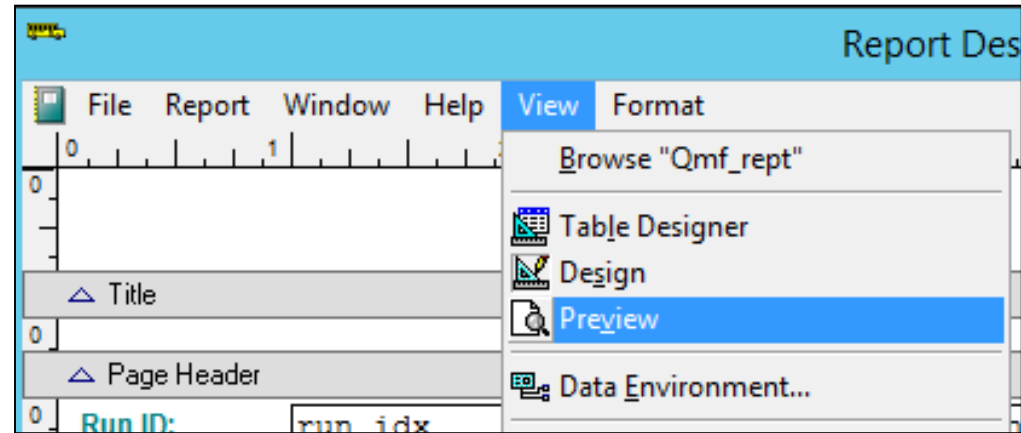 Report Des
File Report Window Help View Format
0 1
Browse "Qmf_rept"
0
Table Designer
Design
Title
Preview
0
Page Header
Data Environment...
0
Run ID: run_idx